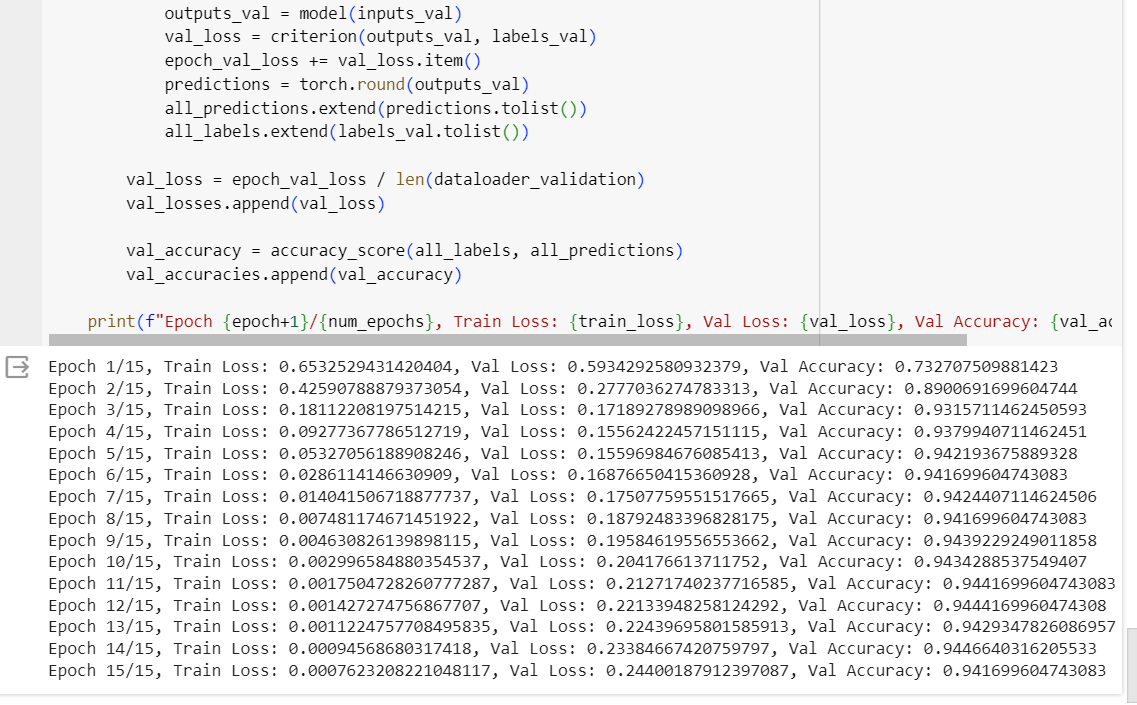 outputs_val = model(inputs_val)
val_loss = criterion(outputs_val, labels_val)
epoch_val_loss += val_loss.item()
predictions = torch.round(outputs_val)
all_predictions.extend(predictions.tolist())
all_labels.extend(labels_val.tolist())
val_loss = epoch_val_loss / len(dataloader_validation)
val_losses.append(val_loss)
val_accuracy = accuracy_score(all_labels, all_predictions)
val_accuracies.append(val_accuracy)
print(f"Epoch {epoch+1}/{num_epochs}, Train Loss: {train_loss}, Val Loss: {val_loss}, Val Accuracy: {val_ac
Epoch 1/15, Train Loss: 0.6532529431420404, Val Loss: 0.5934292580932379, Val Accuracy: 0.732707509881423
Epoch 2/15, Train Loss: 0.42590788879373054, Val Loss: 0.2777036274783313, Val Accuracy: 0.8900691699604744
Epoch 3/15, Train Loss: 0.18112208197514215, Val Loss: 0.17189278989098966, Val Accuracy: 0.9315711462450593
Epoch 4/15, Train Loss: 0.09277367786512719, Val Loss: 0.15562422457151115, Val Accuracy: 0.9379940711462451
Epoch 5/15, Train Loss: 0.05327056188908246, Val Loss: 0.15596984676085413, Val Accuracy: 0.942193675889328
Epoch 6/15, Train Loss: 0.0286114146630909, Val Loss: 0.16876650415360928, Val Accuracy: 0.941699604743083
Epoch 7/15, Train Loss: 0.014041506718877737, Val Loss: 0.17507759551517665, Val Accuracy: 0.9424407114624506
Epoch 8/15, Train Loss: 0.007481174671451922, Val Loss: 0.18792483396828175, Val Accuracy: 0.941699604743083
Epoch 9/15, Train Loss: 0.004630826139898115, Val Loss: 0.19584619556553662, Val Accuracy: 0.9439229249011858
Epoch 10/15, Train Loss: 0.002996584880354537, Val Loss: 0.204176613711752, Val Accuracy: 0.9434288537549407
Epoch 11/15, Train Loss: 0.0017504728260777287, Val Loss: 0.21271740237716585, Val Accuracy: 0.9441699604743083
Epoch 12/15, Train Loss: 0.001427274756867707, Val Loss: 0.22133948258124292, Val Accuracy: 0.9444169960474308
Epoch 13/15, Train Loss: 0.0011224757708495835, Val Loss: 0.22439695801585913, Val Accuracy: 0.9429347826086957
Epoch 14/15, Train Loss: 0.00094568680317418, Val Loss: 0.23384667420759797, Val Accuracy: 0.9446640316205533
Epoch 15/15, Train Loss: 0.0007623208221048117, Val Loss: 0.24400187912397087, Val Accuracy: 0.941699604743083